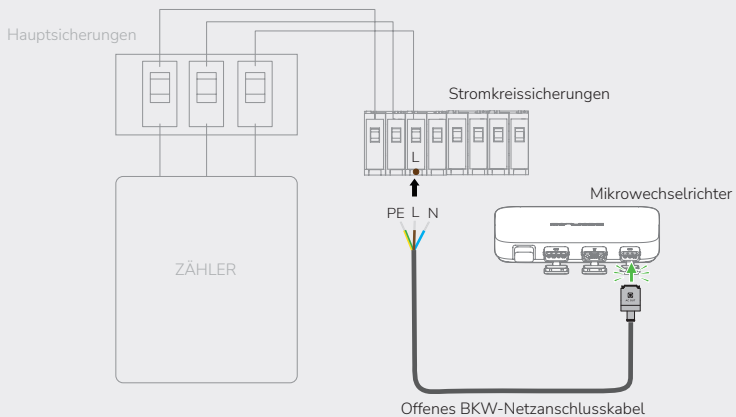 Hauptsicherungen
Stromkreissicherungen
L
Mikrowechselrichter
PE L N
ZÄHLER
Offenes BKW-Netzanschlusskabel